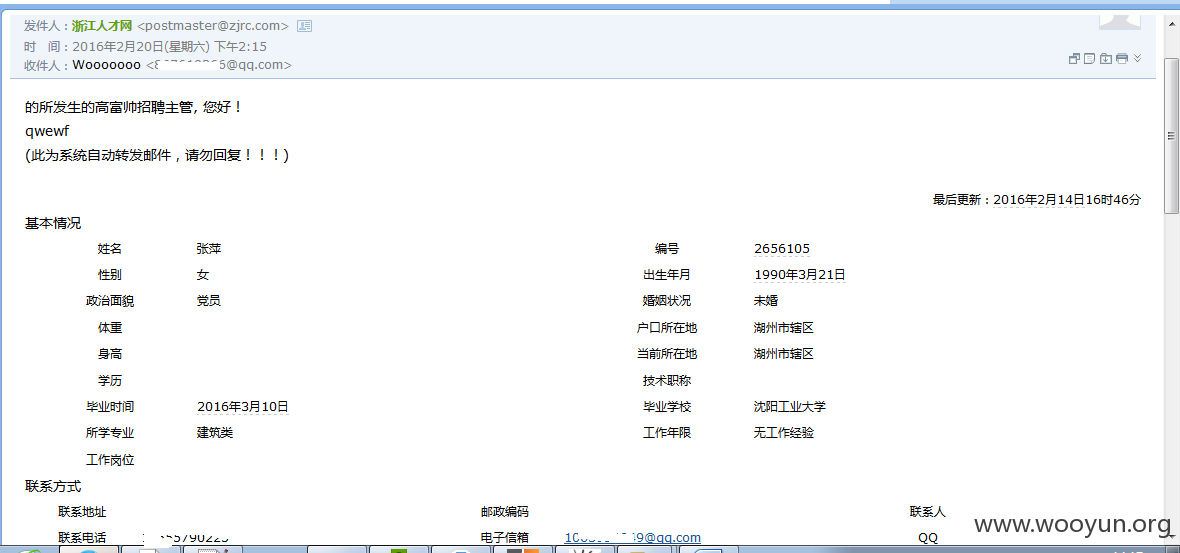 发件人：浙江人才网 <postmaster@zjrc.com>
时 间：2016年2月20日(星期六) 下午2:15
收件人：Wooooooo @qq.com>
的所发生的高富帅招聘主管, 您好！
qwewf
(此为系统自动转发邮件，请勿回复！！！)
最后更新：2016年2月14日16时46分
基本情况
姓名 张萍 编号 2656105
性别 女 出生年月 1990年3月21日
政治面貌 党员 婚姻状况 未婚
体重 户口所在地 湖州市辖区
身高 当前所在地 湖州市辖区
学历 技术职称
毕业时间 2016年3月10日 毕业学校 沈阳工业大学
所学专业 建筑类 工作年限 无工作经验
工作岗位
联系方式
联系地址 邮政编码 联系人
联系电话 电子信箱 @qq.com QQ
www.wooyun.org